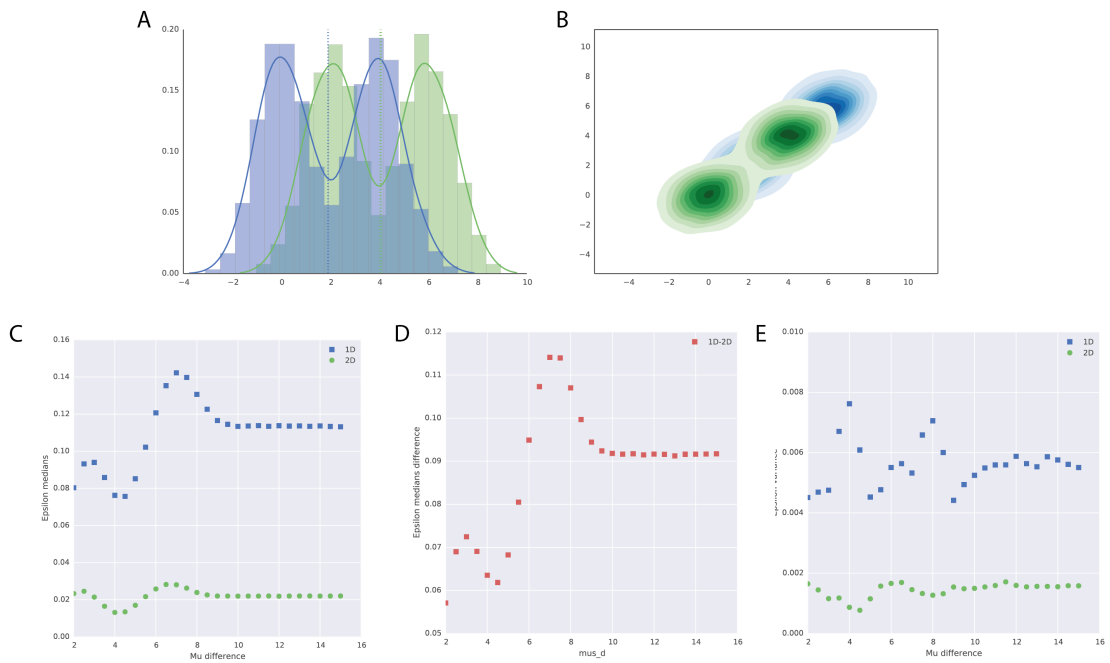 A
0.20
0.15
0.10
0.05
0.00
−4 −2 0 2 4 6 8 10
B
10
8
6
4
2
0
−2
−4
−4 −2 0 2 4 6 8 10
C
0.16
0.14
0.12
0.10
0.08
0.06
0.04
0.02
0.00
Epsilon medians
1D
2D
2 4 6 8 10 12 14 16
Mu difference
D
0.12
0.11
0.10
0.09
0.08
0.07
0.06
0.05
Epsilon medians difference
1D-2D
2 4 6 8 10 12 14 16
mus_d
E
0.010
0.008
0.006
0.004
0.002
0.000
Epsilon variance
1D
2D
2 4 6 8 10 12 14 16
Mu difference